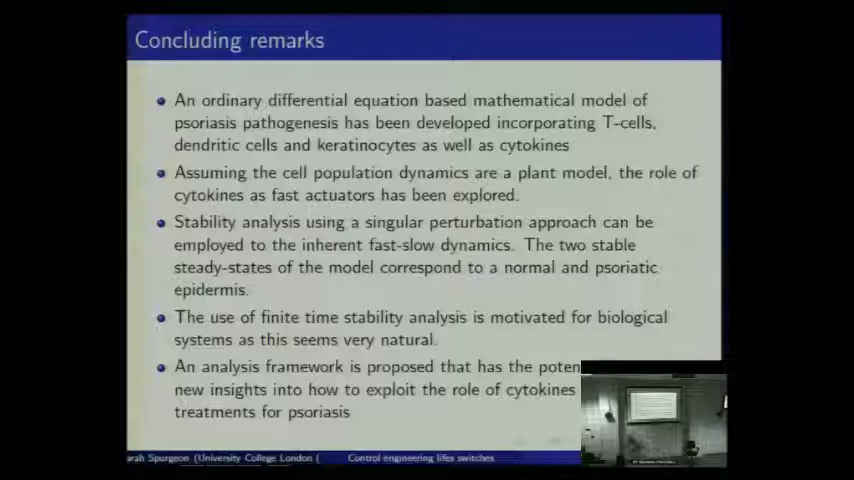 Concluding remarks
An ordinary differential equation based mathematical model of
psoriasis pathogenesis has been developed incorporating T-cells,
dendritic cells and keratinocytes as well as cytokines
Assuming the cell population dynamics are a plant model, the role of
cytokines as fast actuators has been explored.
Stability analysis using a singular perturbation approach can be
employed to the inherent fast-slow dynamics. The two stable
steady-states of the model correspond to a normal and psoriatic
epidermis.
The use of finite time stability analysis is motivated for biological
systems as this seems very natural.
An analysis framework is proposed that has the poten
new insights into how to exploit the role of cytokines
treatments for psoriasis
arah Spurgeon (University College London (
Control engineering lifes switches